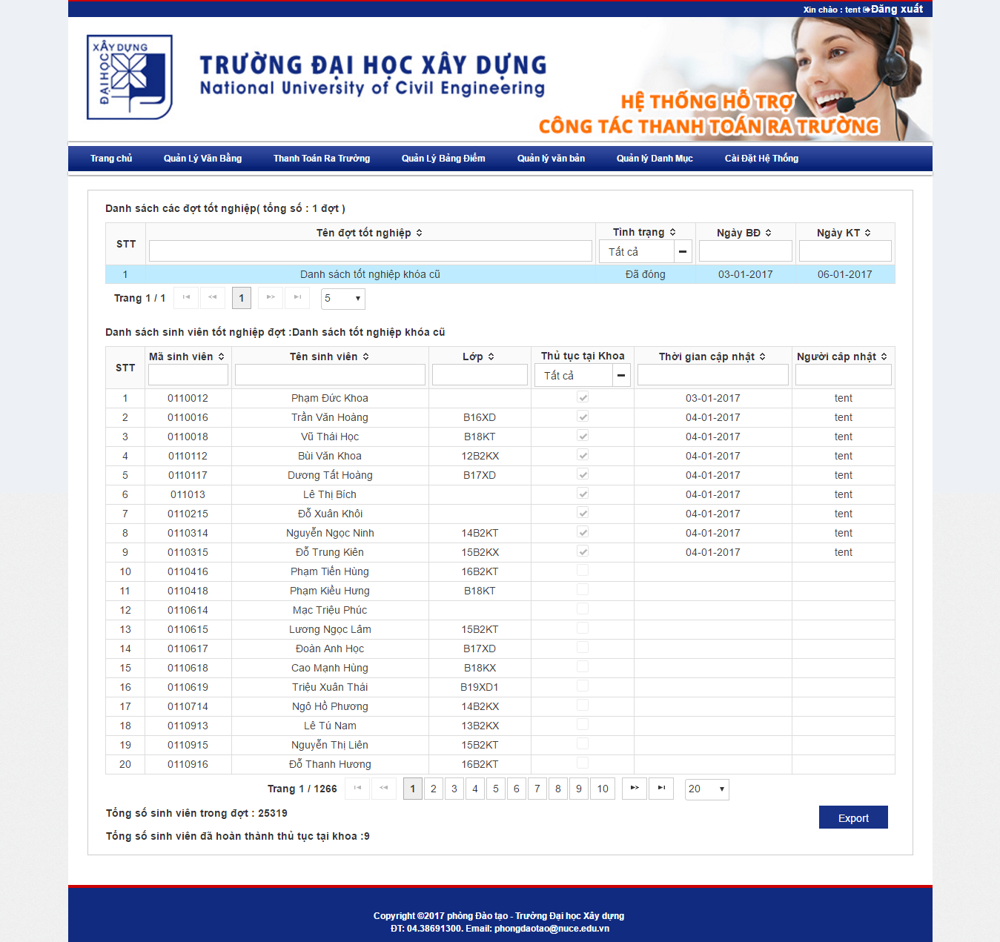 Xin chào : tent Đăng xuất
XÂY DỰNG
ĐẠI HỌC
TRƯỜNG ĐẠI HỌC XÂY DỰNG
National University of Civil Engineering
HỆ THỐNG HỖ TRỢ
CÔNG TÁC THANH TOÁN RA TRƯỜNG
Trang chủ Quản Lý Văn Bằng Thanh Toán Ra Trường Quản Lý Bảng Điểm Quản lý văn bản Quản lý Danh Mục Cài Đặt Hệ Thống
Danh sách các đợt tốt nghiệp( tổng số : 1 đợt )
STT Tên đợt tốt nghiệp Tình trạng Ngày BĐ Ngày KT
Tất cả
1 Danh sách tốt nghiệp khóa cũ Đã đóng 03-01-2017 06-01-2017
Trang 1 / 1 1 5
Danh sách sinh viên tốt nghiệp đợt :Danh sách tốt nghiệp khóa cũ
STT Mã sinh viên Tên sinh viên Lớp Thủ tục tại Khoa Thời gian cập nhật Người câp nhật
Tất cả
1 0110012 Phạm Đức Khoa 03-01-2017 tent
2 0110016 Trần Văn Hoàng B16XD 04-01-2017 tent
3 0110018 Vũ Thái Học B18KT 04-01-2017 tent
4 0110112 Bùi Văn Khoa 12B2KX 04-01-2017 tent
5 0110117 Dương Tất Hoàng B17XD 04-01-2017 tent
6 011013 Lê Thị Bích 04-01-2017 tent
7 0110215 Đỗ Xuân Khôi 04-01-2017 tent
8 0110314 Nguyễn Ngọc Ninh 14B2KT 04-01-2017 tent
9 0110315 Đỗ Trung Kiên 15B2KX 04-01-2017 tent
10 0110416 Phạm Tiến Hùng 16B2KT
11 0110418 Phạm Kiều Hưng B18KT
12 0110614 Mạc Triệu Phúc
13 0110615 Lương Ngọc Lâm 15B2KT
14 0110617 Đoàn Anh Học B17XD
15 0110618 Cao Mạnh Hùng B18KX
16 0110619 Triệu Xuân Thái B19XD1
17 0110714 Ngô Hồ Phương 14B2KX
18 0110913 Lê Tú Nam 13B2KX
19 0110915 Nguyễn Thị Liên 15B2KT
20 0110916 Đỗ Thanh Hương 16B2KT
Trang 1 / 1266 1 2 3 4 5 6 7 8 9 10 20
Tổng số sinh viên trong đợt : 25319
Export
Tổng số sinh viên đã hoàn thành thủ tục tại khoa :9
Copyright ©2017 phòng Đào tạo - Trường Đại học Xây dựng
ĐT: 04.38691300. Email: phongdaotao@nuce.edu.vn